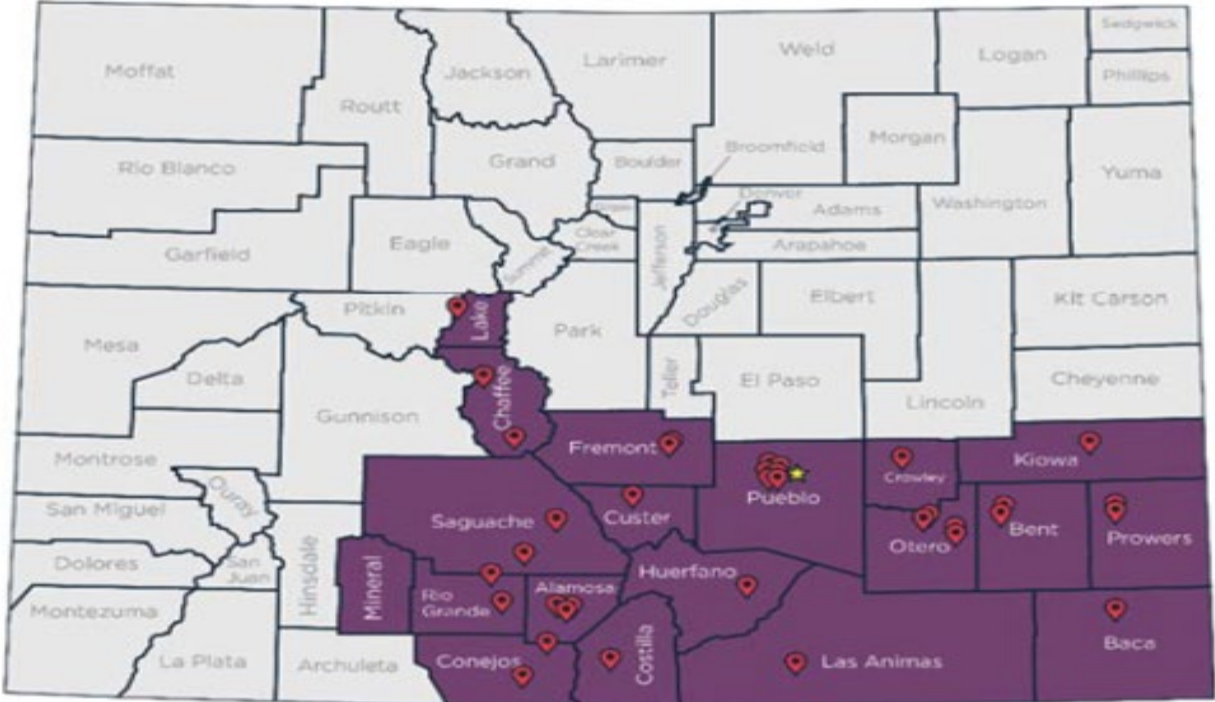 Sedgwick
Moffat
Jackson
Larimer
Weld
Logan
Phillips
Routt
Rio Blanco
Grand
Boulder
Broomfield
Morgan
Yuma
Washington
Denver
Adams
Garfield
Eagle
Summit
Clear
Creek
Jefferson
Arapahoe
Pitkin
Lake
Park
Douglas
Elbert
Kit Carson
Mesa
Delta
Gunnison
Chaffee
Teller
El Paso
Lincoln
Cheyenne
Montrose
Ouray
Fremont
Pueblo
Crowley
Kiowa
San Miguel
Saguache
Custer
Otero
Bent
Prowers
Dolores
San
Juan
Hinsdale
Mineral
Rio
Grande
Alamosa
Huerfano
Montezuma
La Plata
Archuleta
Conejos
Costilla
Las Animas
Baca